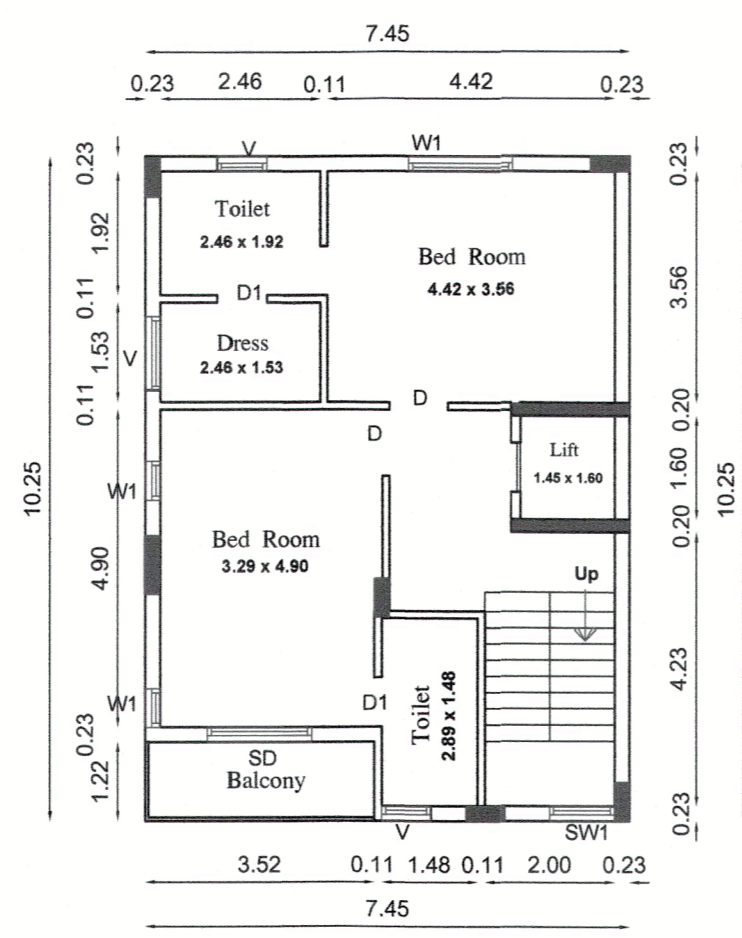 7.45
0.23 2.46 0.11 4.42 0.23
V W1
0.23 1.92 0.11 1.53 0.11 4.90 0.23 1.22
10.25
Toilet
2.46 x 1.92
Bed Room
4.42 x 3.56
D1
Dress
2.46 x 1.53
V
D
D
Lift
1.45 x 1.60
W1
Bed Room
3.29 x 4.90
Up
W1
D1
Toilet
2.89 x 1.48
SD
Balcony
V SW1
0.23 3.56 0.20 1.60 0.20 4.23 0.23
10.25
3.52 0.11 1.48 0.11 2.00 0.23
7.45